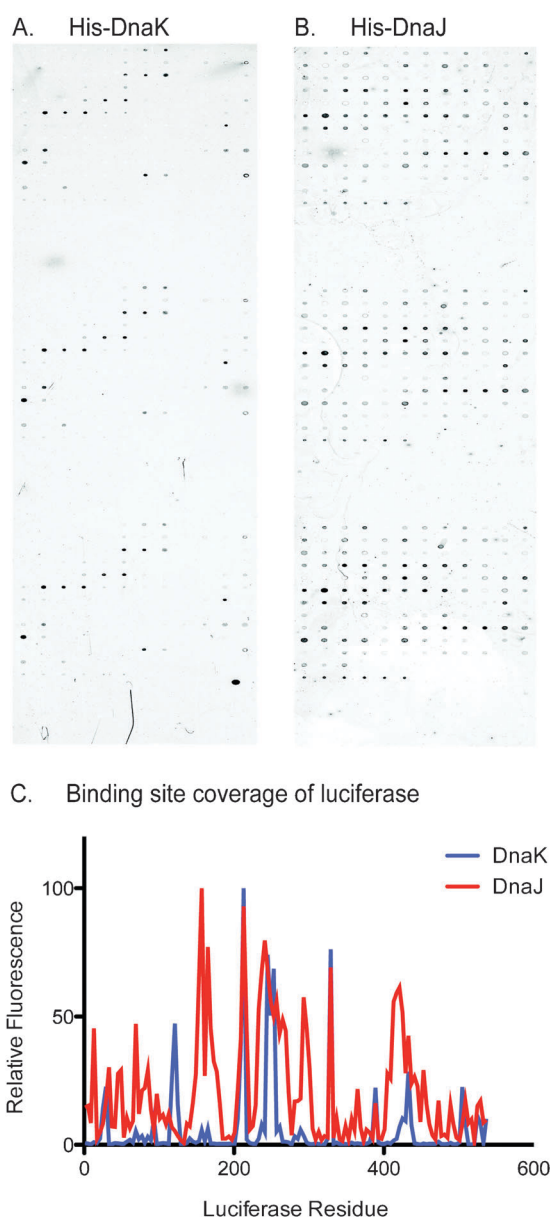 A. His-DnaK
B. His-DnaJ
C. Binding site coverage of luciferase
DnaK
DnaJ
100
50
0
Relative Fluorescence
0 200 400 600
Luciferase Residue